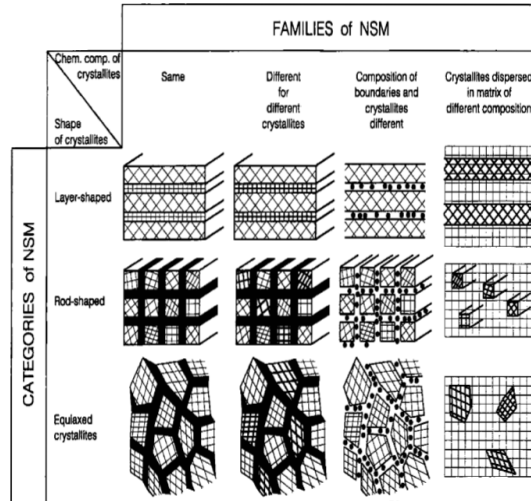 FAMILIES of NSM
Chem. comp. of
crystallites
Shape
of crystallites
Same
Different
for
different
crystallites
Composition of
boundaries and
crystallites
different
Crystallites dispersed
in matrix of
different composition
CATEGORIES of NSM
Layer-shaped
Rod-shaped
Equiaxed
crystallites